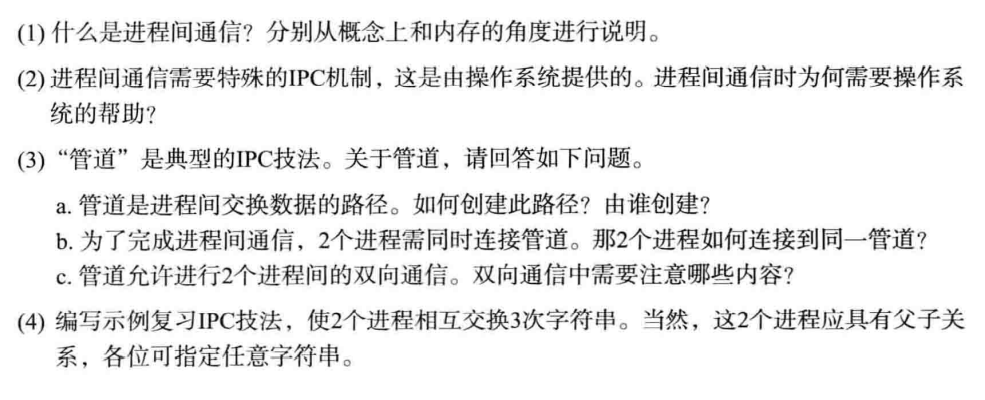 (1) 什么是进程间通信？分别从概念上和内存的角度进行说明。
(2) 进程间通信需要特殊的IPC机制，这是由操作系统提供的。进程间通信时为何需要操作系
统的帮助？
(3) “管道”是典型的IPC技法。关于管道，请回答如下问题。
a. 管道是进程间交换数据的路径。如何创建此路径？由谁创建？
b. 为了完成进程间通信，2个进程需同时连接管道。那2个进程如何连接到同一管道？
c. 管道允许进行2个进程间的双向通信。双向通信中需要注意哪些内容？
(4) 编写示例复习IPC技法，使2个进程相互交换3次字符串。当然，这2个进程应具有父子关
系，各位可指定任意字符串。